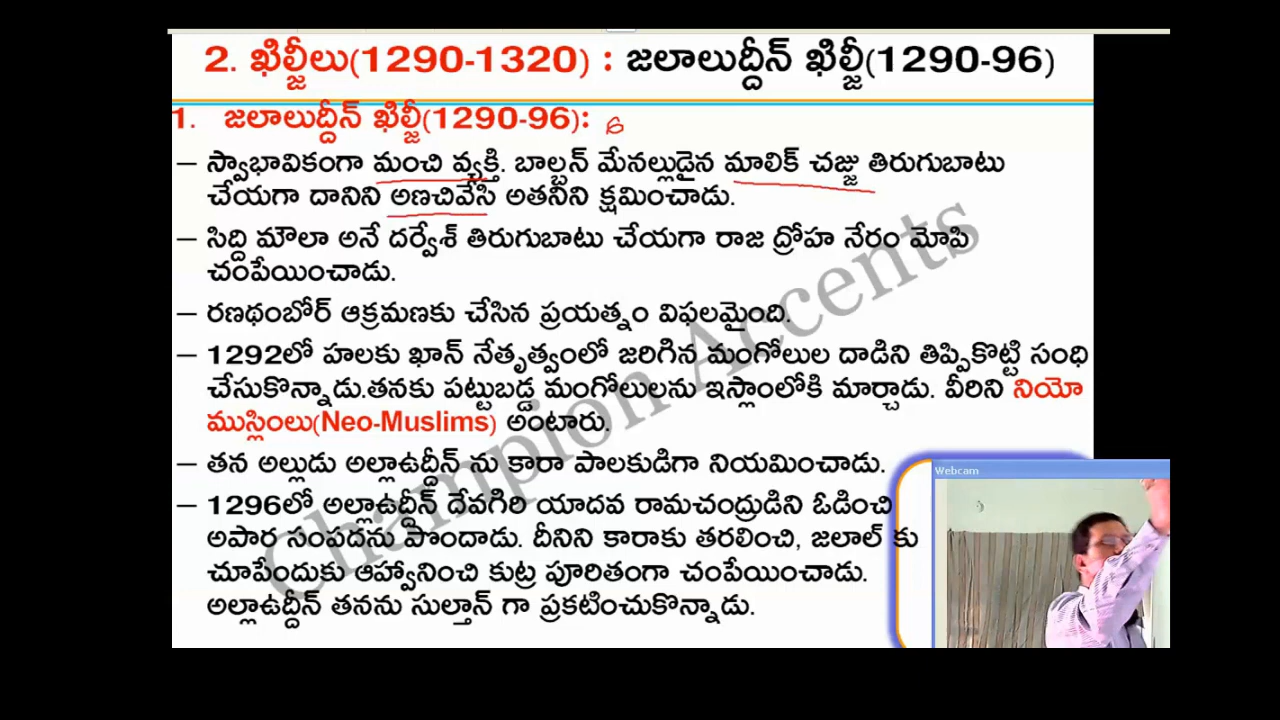 2. ఖిల్జీలు(1290-1320) : జలాలుద్దీన్ ఖిల్జీ(1290-96)
1. జలాలుద్దీన్ ఖిల్జీ(1290-96): 6
– స్వాభావికంగా మంచి వ్యక్తి. బాల్బన్ మేనల్లుడైన మాలిక్ చజ్జు తిరుగుబాటు
చేయగా దానిని అణచివేసి అతనిని క్షమించాడు.
– సిద్ది మౌలా అనే దర్వేశ్ తిరుగుబాటు చేయగా రాజ ద్రోహ నేరం మోపి
చంపేయించాడు.
– రణథంబోర్ ఆక్రమణకు చేసిన ప్రయత్నం విఫలమైంది.
– 1292లో హలకు ఖాన్ నేతృత్వంలో జరిగిన మంగోలుల దాడిని తిప్పికొట్టి సంధి
చేసుకొన్నాడు.తనకు పట్టుబడ్డ మంగోలులను ఇస్లాంలోకి మార్చాడు. వీరిని నియో
ముస్లింలు(Neo-Muslims) అంటారు.
– తన అల్లుడు అల్లాఉద్దీన్ ను కారా పాలకుడిగా నియమించాడు.
– 1296లో అల్లాఉద్దీన్ దేవగిరి యాదవ రామచంద్రుడిని ఓడించి
అపార సంపదను పొందాడు. దీనిని కారాకు తరలించి, జలాల్ కు
చూపేందుకు ఆహ్వానించి కుట్ర పూరితంగా చంపేయించాడు.
అల్లాఉద్దీన్ తనను సుల్తాన్ గా ప్రకటించుకొన్నాడు.
Champion Accents
Webcam